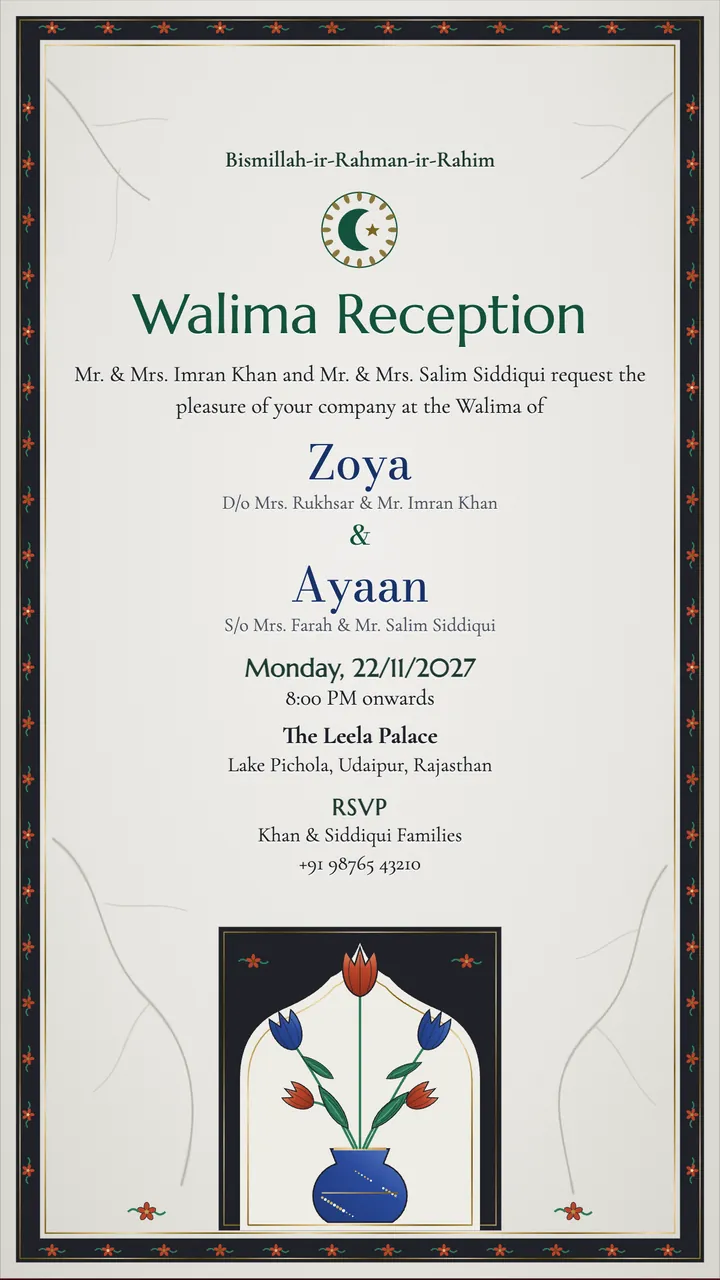 Bismillah-ir-Rahman-ir-Rahim
Walima Reception
Mr. & Mrs. Imran Khan and Mr. & Mrs. Salim Siddiqui request the
pleasure of your company at the Walima of
Zoya
D/o Mrs. Rukhsar & Mr. Imran Khan
&
Ayaan
S/o Mrs. Farah & Mr. Salim Siddiqui
Monday, 22/11/2027
8:00 PM onwards
The Leela Palace
Lake Pichola, Udaipur, Rajasthan
RSVP
Khan & Siddiqui Families
+91 98765 43210